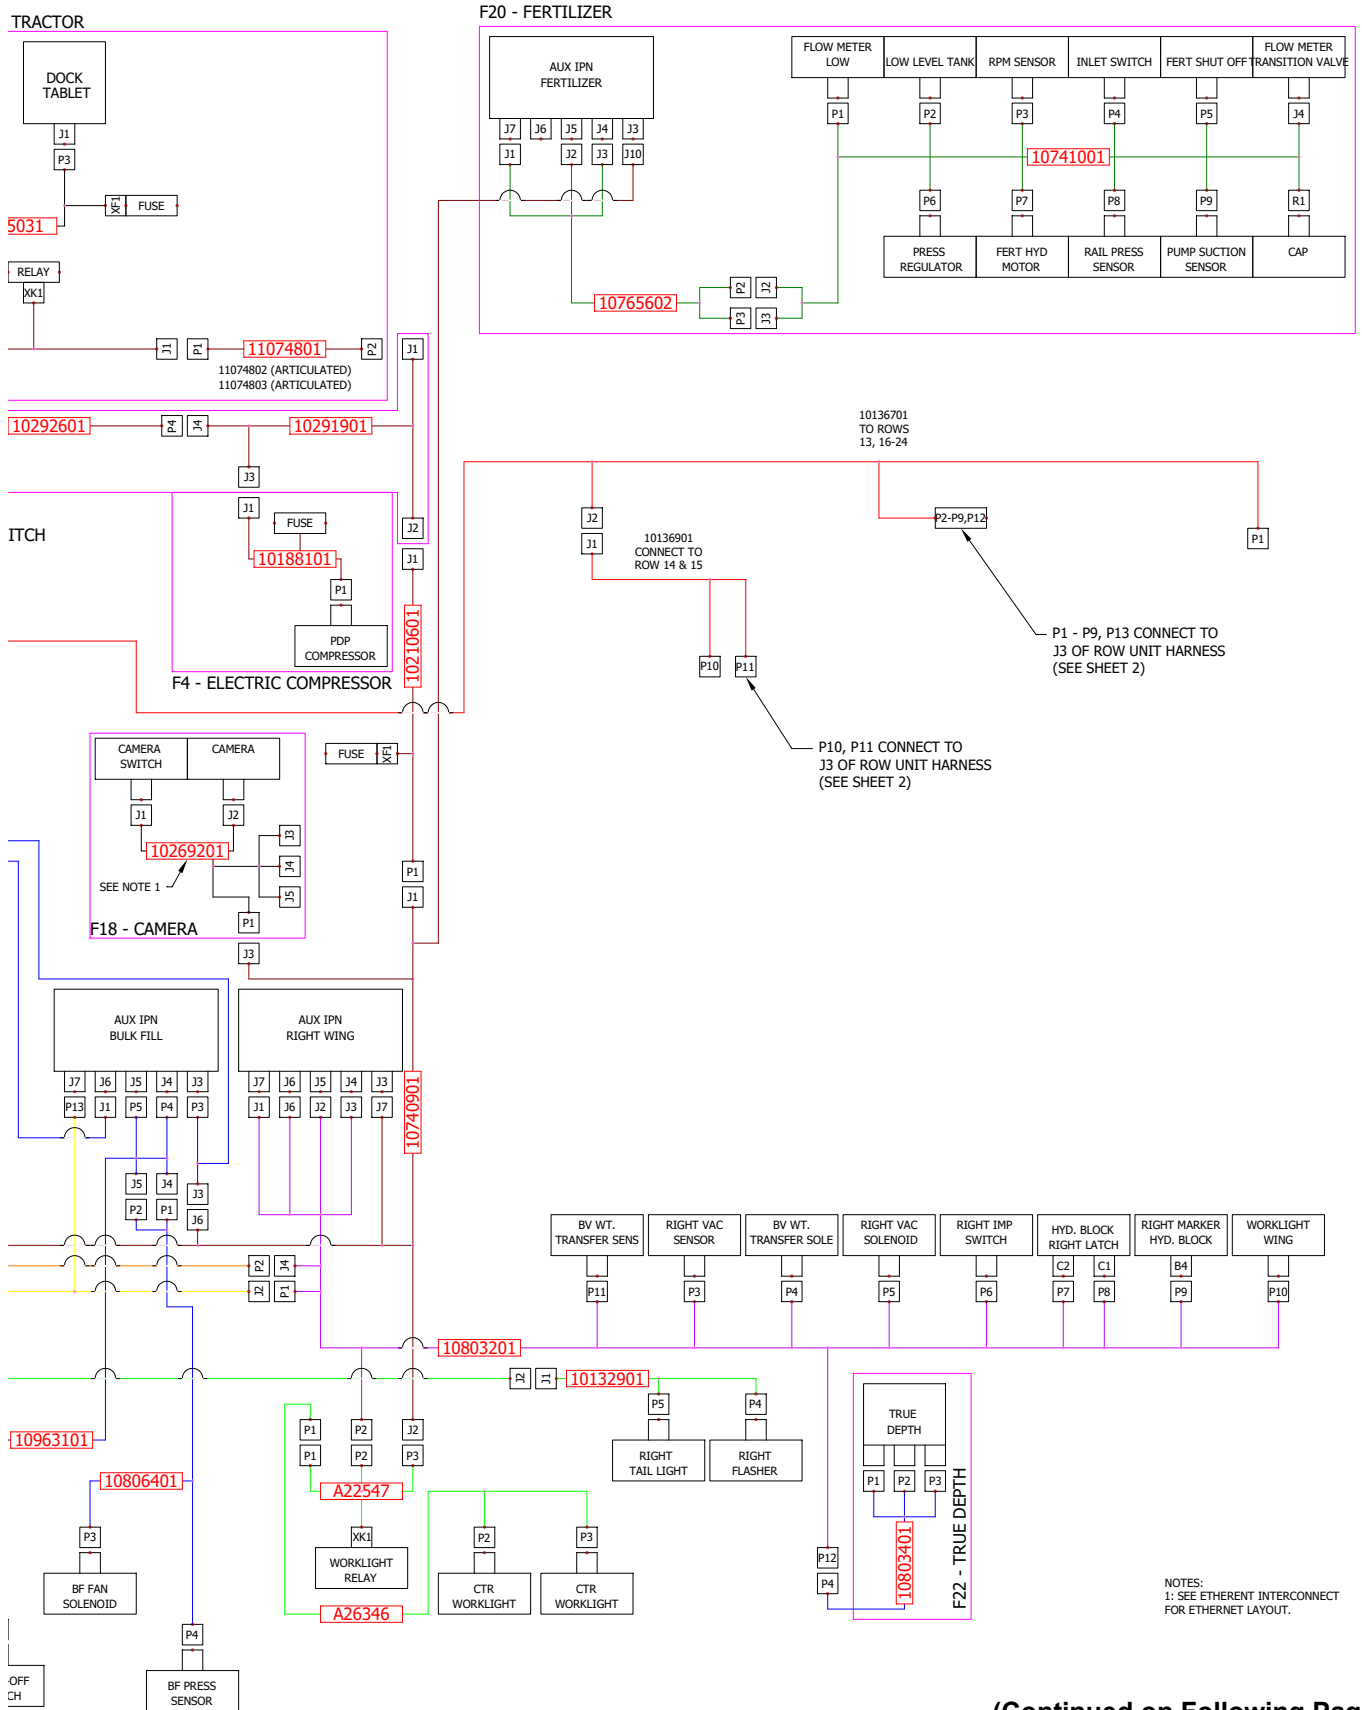 TRACTOR
F20 - FERTILIZER
DOCK
TABLET
J1
P3
XF1
FUSE
5031
RELAY
XK1
J1
P1
11074801
P2
11074802 (ARTICULATED)
11074803 (ARTICULATED)
AUX IPN
FERTILIZER
J7 J6 J5 J4 J3
J1 J2 J3 J10
FLOW METER
LOW
LOW LEVEL TANK
RPM SENSOR
INLET SWITCH
FERT SHUT OFF
FLOW METER
TRANSITION VALVE
P1 P2 P3 P4 P5 J4
10741001
P6 P7 P8 P9 R1
PRESS
REGULATOR
FERT HYD
MOTOR
RAIL PRESS
SENSOR
PUMP SUCTION
SENSOR
CAP
10765602
P2 J2
P3 J3
J1
10292601
P4 J4
10291901
J3
J1
FUSE
10188101
P1
PDP
COMPRESSOR
F4 - ELECTRIC COMPRESSOR
ITCH
J2
J1
10210601
10136701
TO ROWS
13, 16-24
J2
J1
10136901
CONNECT TO
ROW 14 & 15
P2-P9,P12
P1
P10 P11
P1 - P9, P13 CONNECT TO
J3 OF ROW UNIT HARNESS
(SEE SHEET 2)
P10, P11 CONNECT TO
J3 OF ROW UNIT HARNESS
(SEE SHEET 2)
FUSE XF1
CAMERA
SWITCH
CAMERA
J1 J2
10269201
J3
J4
J5
SEE NOTE 1
P1
F18 - CAMERA
J3
P1
J1
AUX IPN
BULK FILL
J7 J6 J5 J4 J3
P13 J1 P5 P4 P3
AUX IPN
RIGHT WING
J7 J6 J5 J4 J3
J1 J6 J2 J3 J7
10740901
J5 J4 J3
P2 P1 J6
P2 J4
J2 P1
BV WT.
TRANSFER SENS
RIGHT VAC
SENSOR
BV WT.
TRANSFER SOLE
RIGHT VAC
SOLENOID
RIGHT IMP
SWITCH
HYD. BLOCK
RIGHT LATCH
RIGHT MARKER
HYD. BLOCK
WORKLIGHT
WING
C2 C1 B4
P11 P3 P4 P5 P6 P7 P8 P9 P10
10803201
J2 J1
10132901
P5 P4
RIGHT
TAIL LIGHT
RIGHT
FLASHER
10963101
10806401
P3
BF FAN
SOLENOID
P4
BF PRESS
SENSOR
-OFF
CH
P1 P2 J2
P1 P2 P3
A22547
XK1
WORKLIGHT
RELAY
A26346
P2 P3
CTR
WORKLIGHT
CTR
WORKLIGHT
TRUE
DEPTH
P1 P2 P3
10803401
F22 - TRUE DEPTH
P12
P4
NOTES:
1: SEE ETHERENT INTERCONNECT
FOR ETHERNET LAYOUT.
(Continued on Following Pag